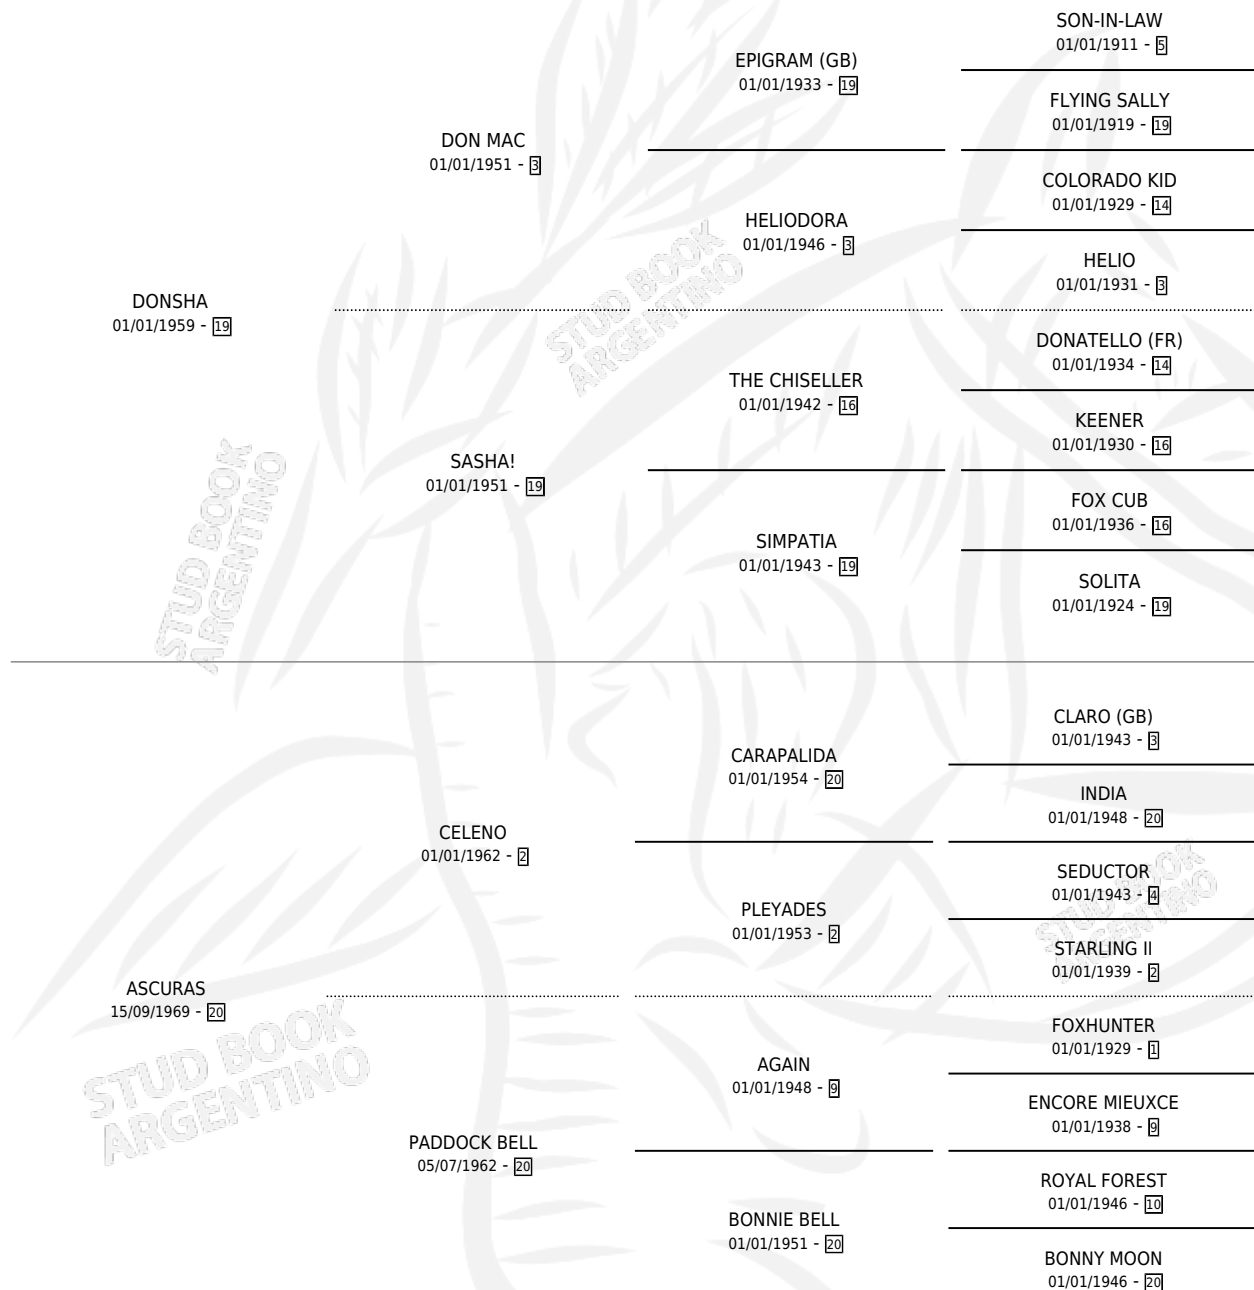 SON-IN-LAW
01/01/1911 - 5
EPIGRAM (GB)
01/01/1933 - 19
FLYING SALLY
01/01/1919 - 19
DON MAC
01/01/1951 - 3
COLORADO KID
01/01/1929 - 14
HELIODORA
01/01/1946 - 3
HELIO
01/01/1931 - 3
DONSHA
01/01/1959 - 19
DONATELLO (FR)
01/01/1934 - 14
THE CHISELLER
01/01/1942 - 16
KEENER
01/01/1930 - 16
SASHA!
01/01/1951 - 19
FOX CUB
01/01/1936 - 16
SIMPATIA
01/01/1943 - 19
SOLITA
01/01/1924 - 19
CLARO (GB)
01/01/1943 - 3
CARAPALIDA
01/01/1954 - 20
INDIA
01/01/1948 - 20
CELENO
01/01/1962 - 2
SEDUCTOR
01/01/1943 - 4
PLEYADES
01/01/1953 - 2
STARLING II
01/01/1939 - 2
ASCURAS
15/09/1969 - 20
FOXHUNTER
01/01/1929 - 1
AGAIN
01/01/1948 - 9
ENCORE MIEUXCE
01/01/1938 - 9
PADDOCK BELL
05/07/1962 - 20
ROYAL FOREST
01/01/1946 - 10
BONNIE BELL
01/01/1951 - 20
BONNY MOON
01/01/1946 - 20
STUD BOOK
ARGENTINO
STUD BOOK
ARGENTINO
STUD BOOK
ARGENTINO
STUD BOOK
ARGENTINO